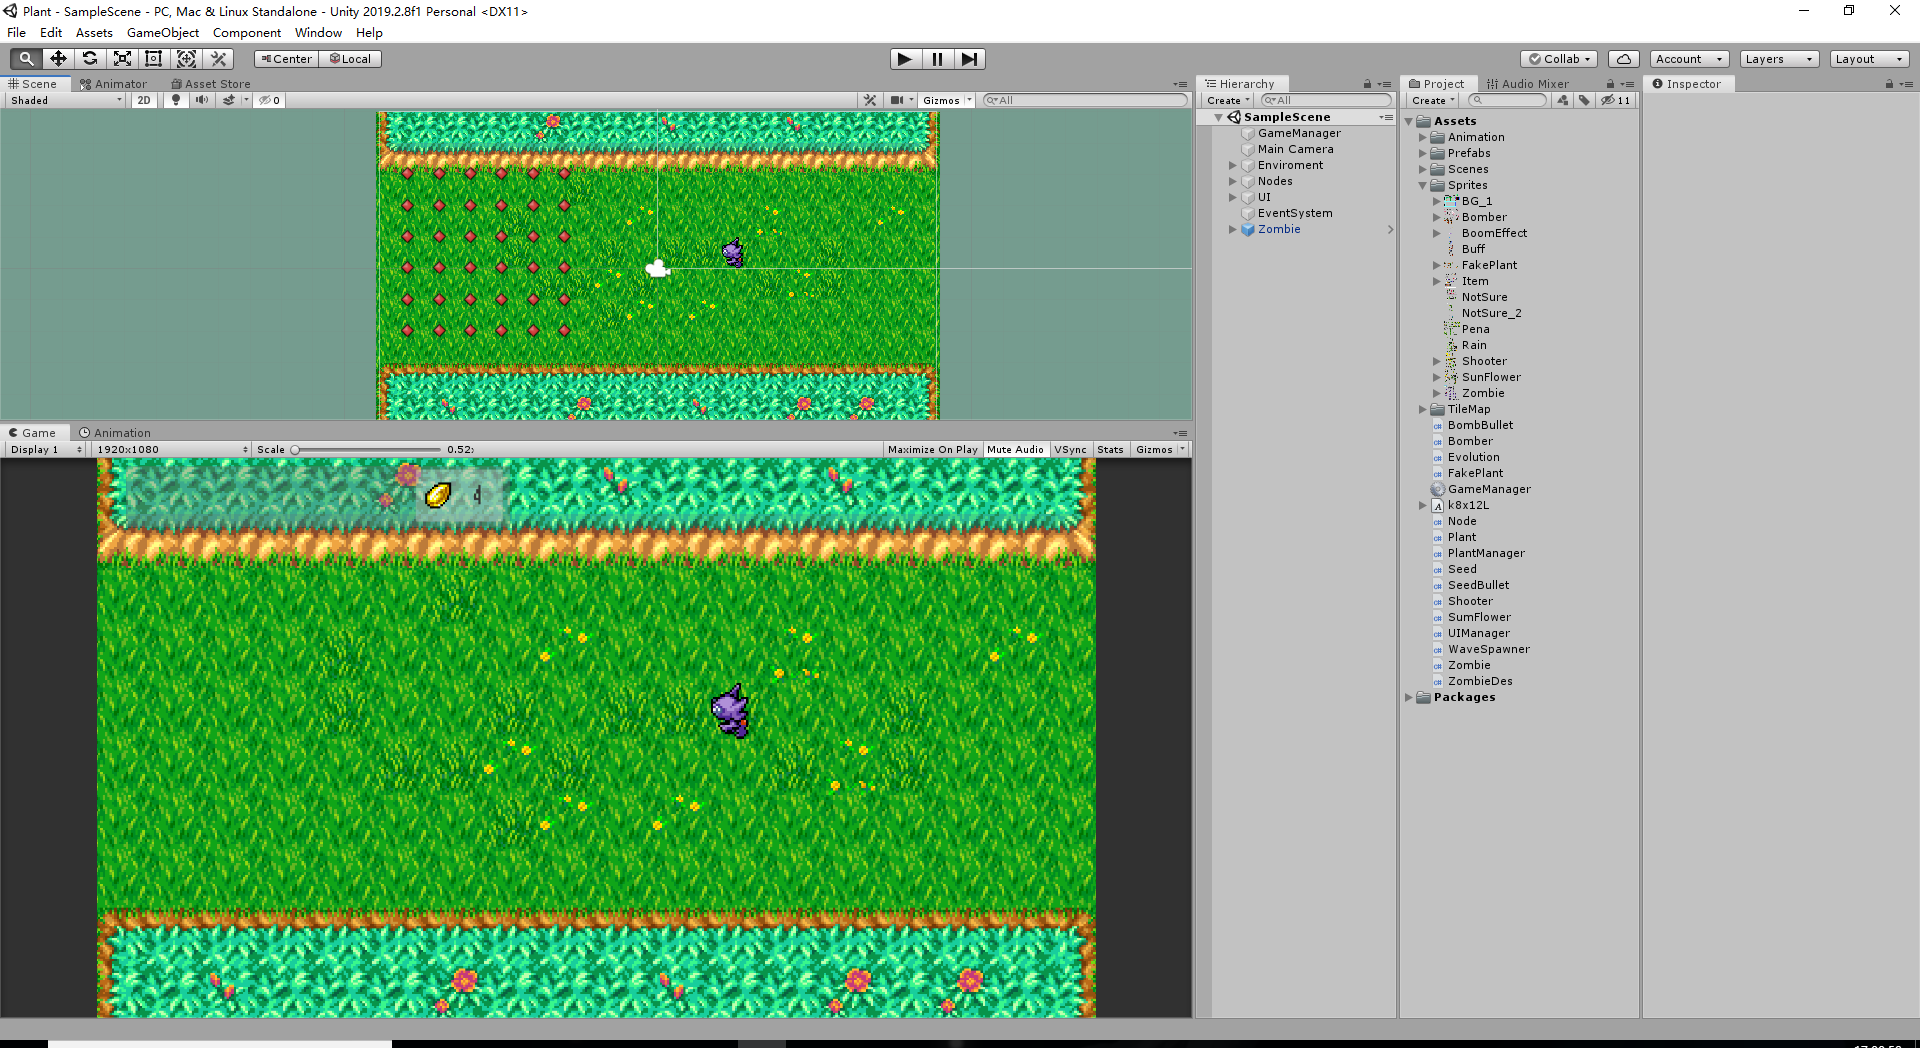 Plant - SampleScene - PC, Mac & Linux Standalone - Unity 2019.2.8f1 Personal <DX11>
File Edit Assets GameObject Component Window Help
Center Local Collab Account Layers Layout
Scene Animator Asset Store
Shaded 2D 0 Gizmos All
Game Animation
Display 1 1920x1080 Scale 0.52: Maximize On Play Mute Audio VSync Stats Gizmos
4
Hierarchy
Create All
SampleScene
GameManager
Main Camera
Enviroment
Nodes
UI
EventSystem
Zombie
Project Audio Mixer
Create 11
Assets
Animation
Prefabs
Scenes
Sprites
BG_1
Bomber
BoomEffect
Buff
FakePlant
Item
NotSure
NotSure_2
Pena
Rain
Shooter
SunFlower
Zombie
TileMap
BombBullet
Bomber
Evolution
FakePlant
GameManager
k8x12L
Node
Plant
PlantManager
Seed
SeedBullet
Shooter
SumFlower
UIManager
WaveSpawner
Zombie
ZombieDes
Packages
Inspector